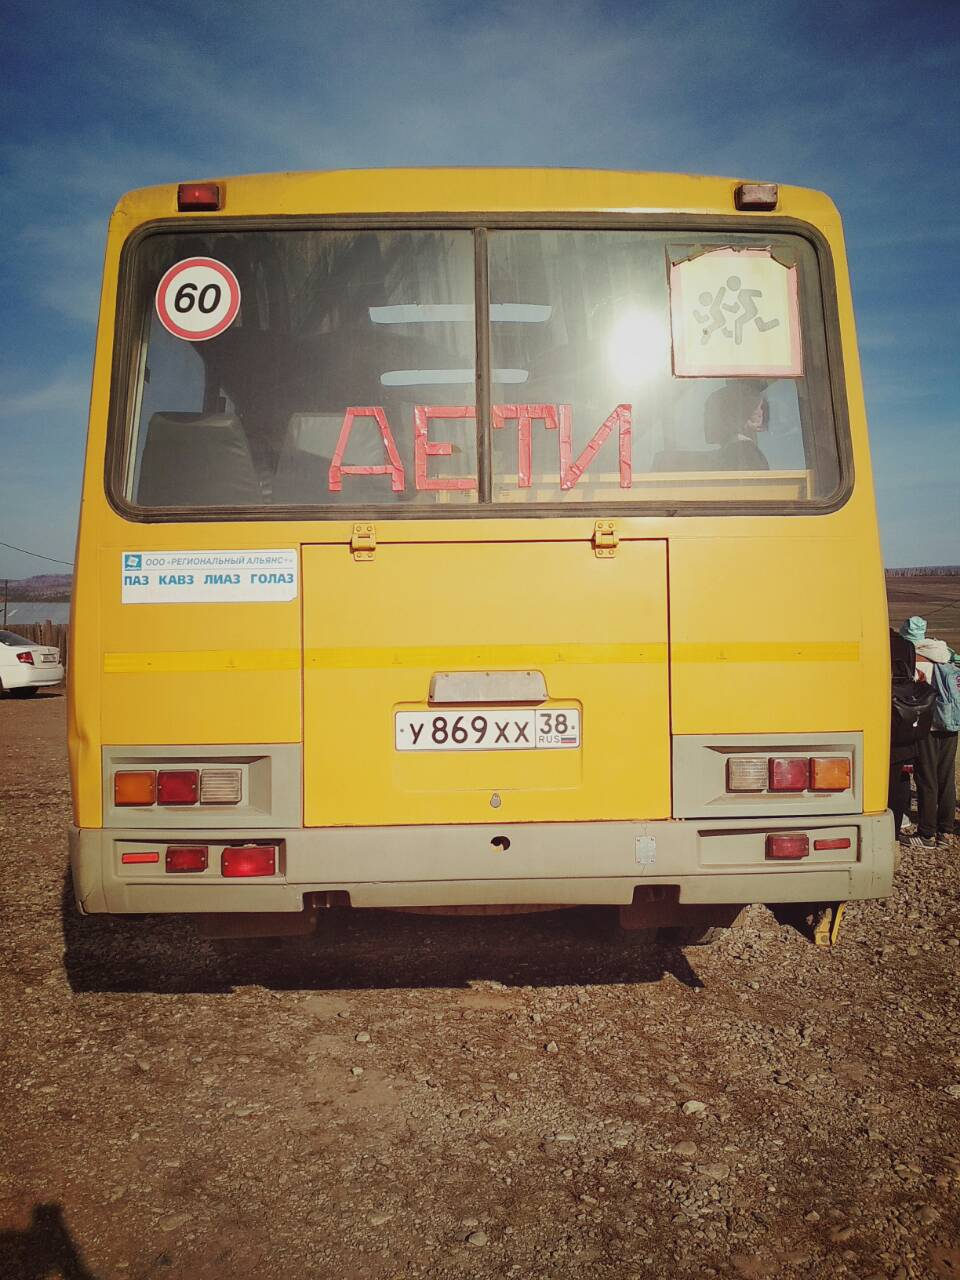 60
ДЕТИ
ООО «РЕГИОНАЛЬНЫЙ АЛЬЯНС+»
ПАЗ КАВЗ ЛИАЗ ГОЛАЗ
У 869 ХХ 38
RUS